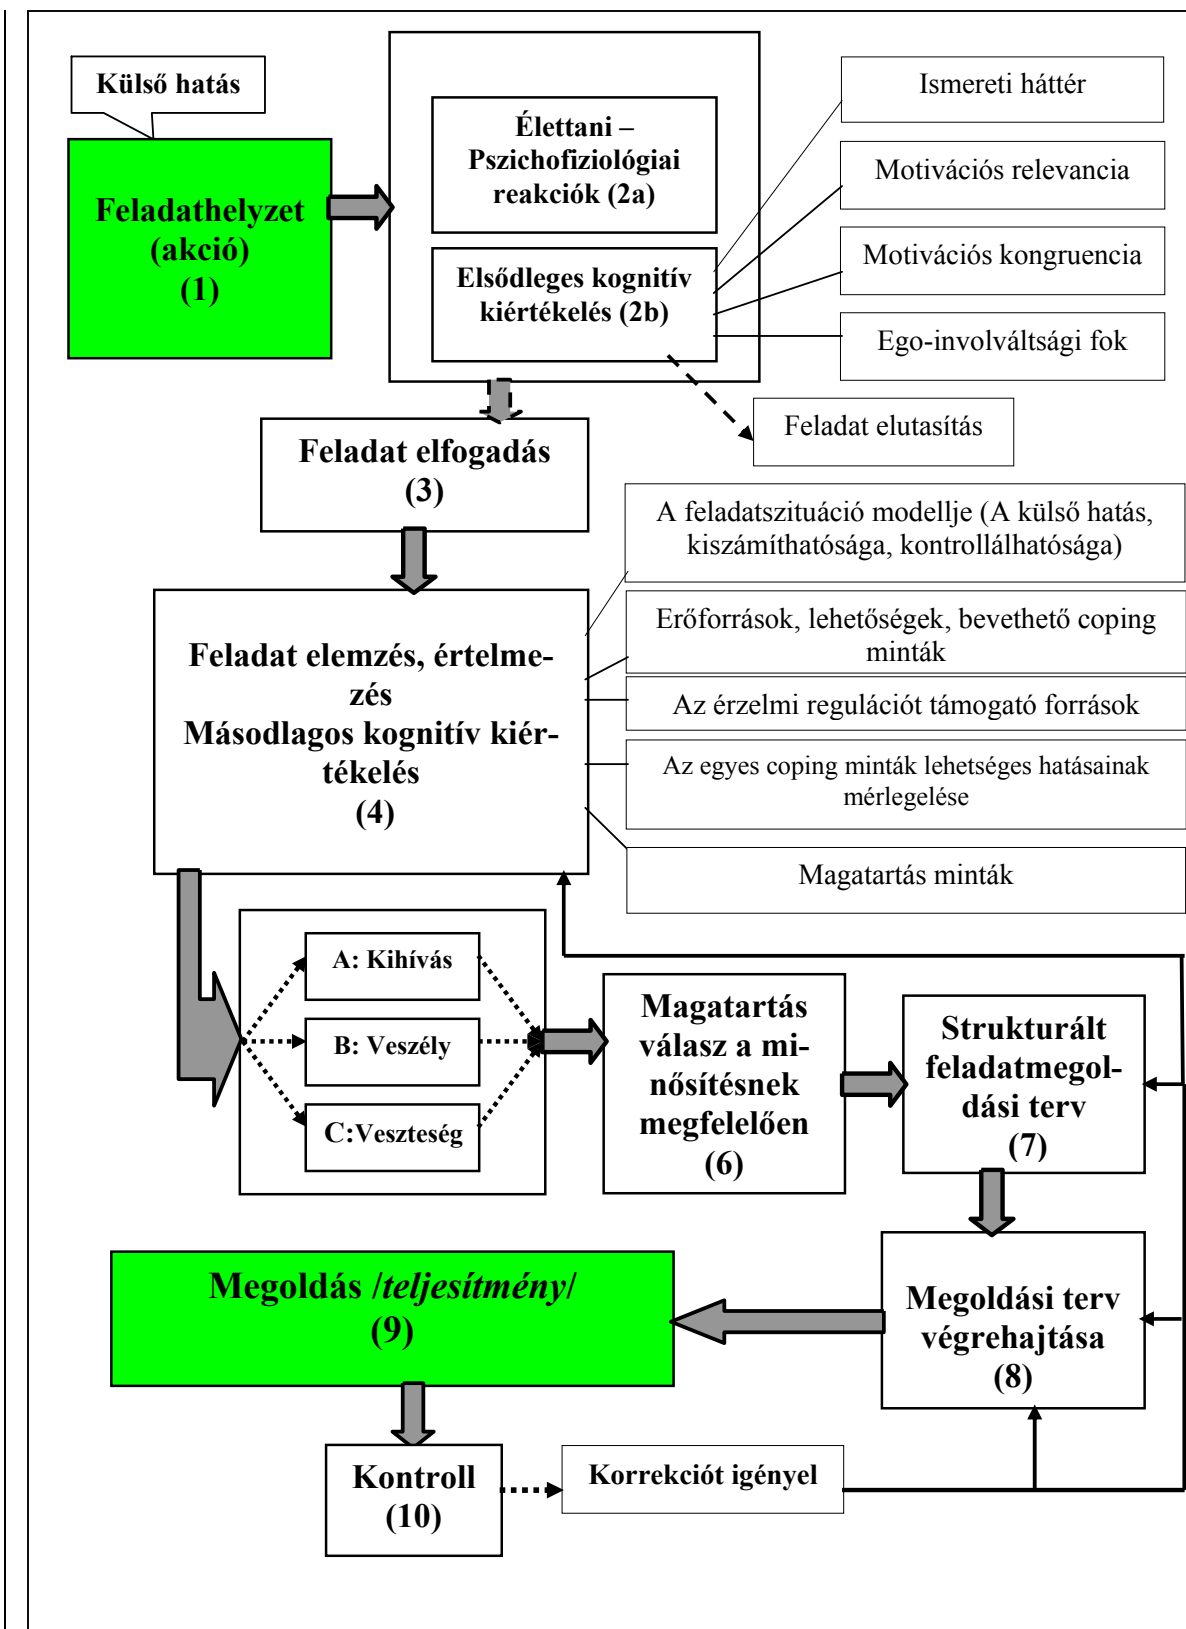 Külső hatás
Feladathelyzet
(akció)
(1)
Élettani –
Pszichofiziológiai
reakciók (2a)
Elsődleges kognitív
kiértékelés (2b)
Ismereti háttér
Motivációs relevancia
Motivációs kongruencia
Ego-involváltsági fok
Feladat elutasítás
Feladat elfogadás
(3)
A feladatszituáció modellje (A külső hatás,
kiszámíthatósága, kontrollálhatósága)
Erőforrások, lehetőségek, bevethető coping
minták
Az érzelmi regulációt támogató források
Az egyes coping minták lehetséges hatásainak
mérlegelése
Magatartás minták
Feladat elemzés, értelme-
zés
Másodlagos kognitív kiér-
tékelés
(4)
A: Kihívás
B: Veszély
C:Veszteség
Magatartás
válasz a mi-
nősítésnek
megfelelően
(6)
Strukturált
feladatmegol-
dási terv
(7)
Megoldási terv
végrehajtása
(8)
Megoldás /teljesítmény/
(9)
Kontroll
(10)
Korrekciót igényel